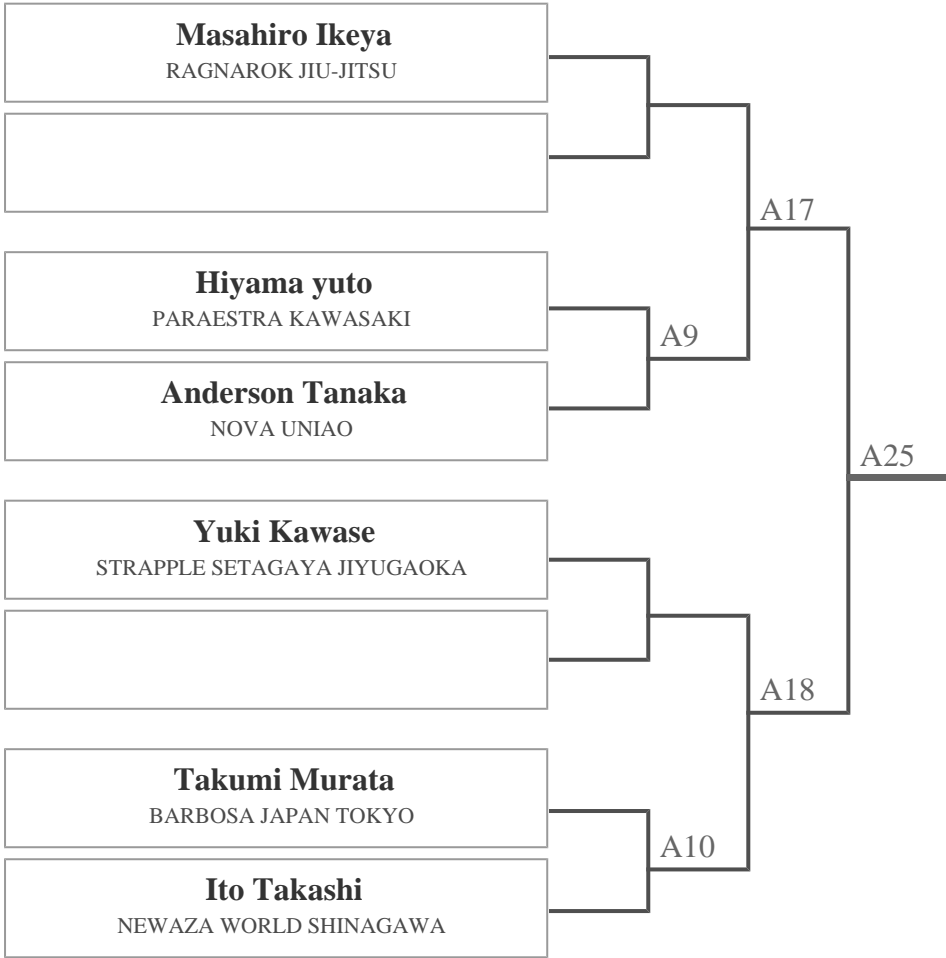 Masahiro Ikeya
RAGNAROK JIU-JITSU
A17
Hiyama yuto
PARAESTRA KAWASAKI
A9
Anderson Tanaka
NOVA UNIAO
A25
Yuki Kawase
STRAPPLE SETAGAYA JIYUGAOKA
A18
Takumi Murata
BARBOSA JAPAN TOKYO
A10
Ito Takashi
NEWAZA WORLD SHINAGAWA